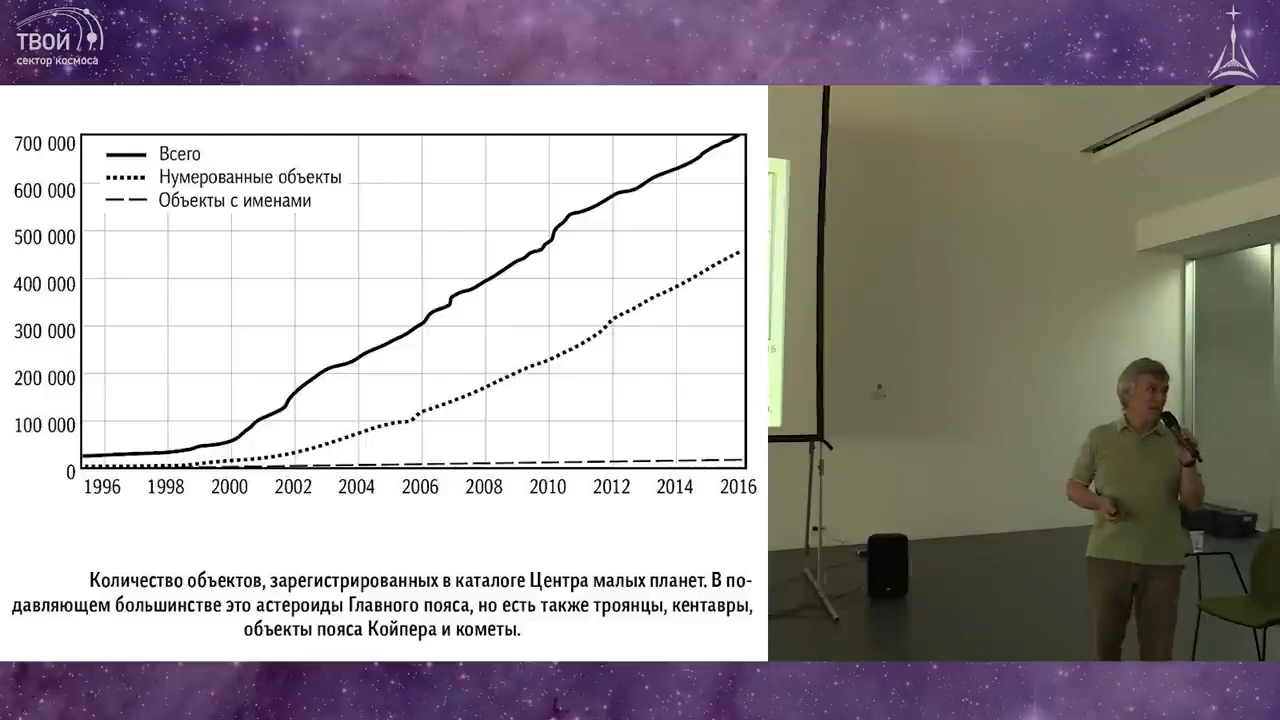 ТВОЙ
сектор космоса
700 000
600 000
500 000
400 000
300 000
200 000
100 000
0
Всего
Нумерованные объекты
Объекты с именами
1996 1998 2000 2002 2004 2006 2008 2010 2012 2014 2016
Количество объектов, зарегистрированных в каталоге Центра малых планет. В по-
давляющем большинстве это астероиды Главного пояса, но есть также троянцы, кентавры,
объекты пояса Койпера и кометы.